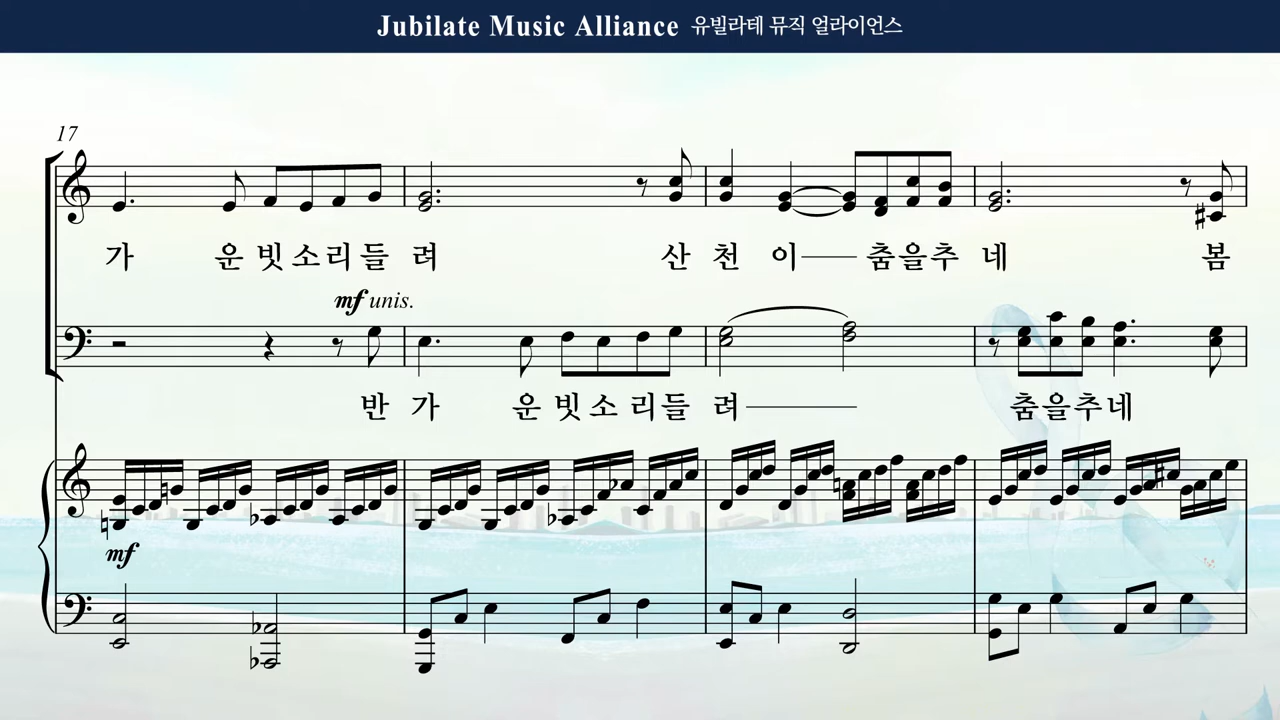 Jubilate Music Alliance 유빌라테 뮤직 얼라이언스
17
가 운 빗 소 리 들 려 산 천 이 춤 을 추 네 봄
mf unis.
반 가 운 빗 소 리 들 려 춤 을 추 네
mf